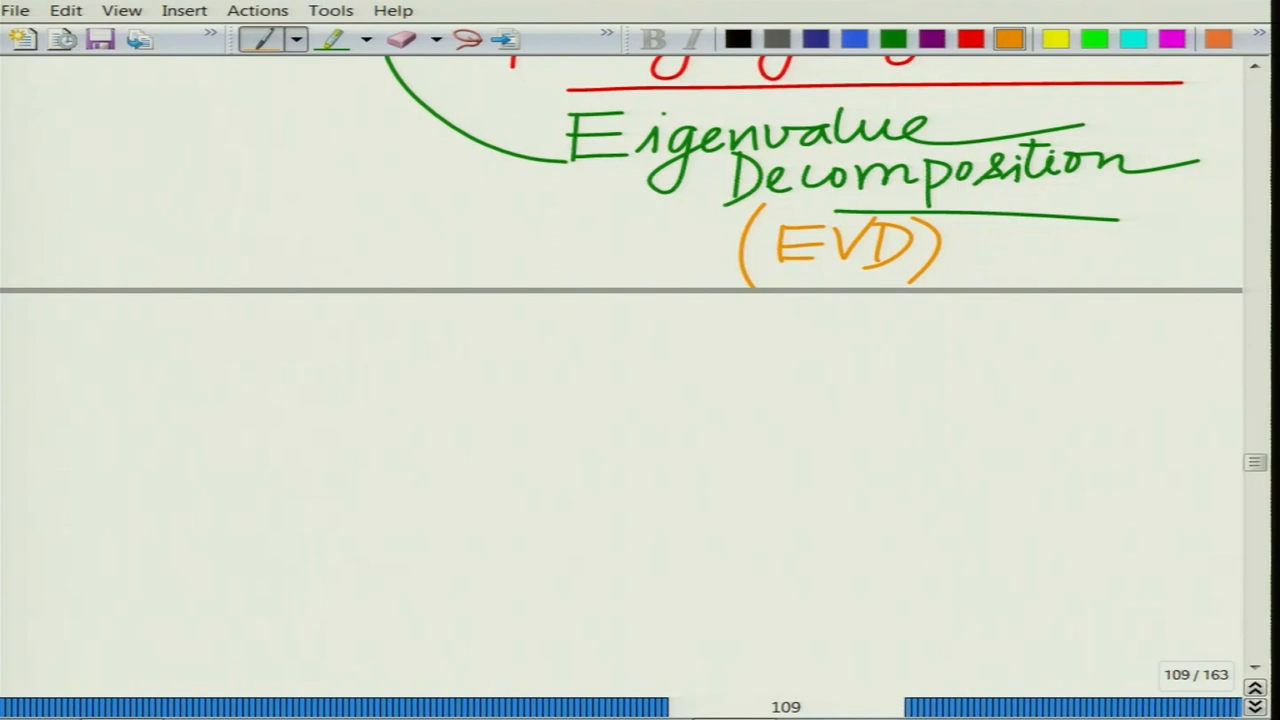 File Edit View Insert Actions Tools Help
B I
Eigenvalue
Decomposition
(EVD)
109 / 163
109